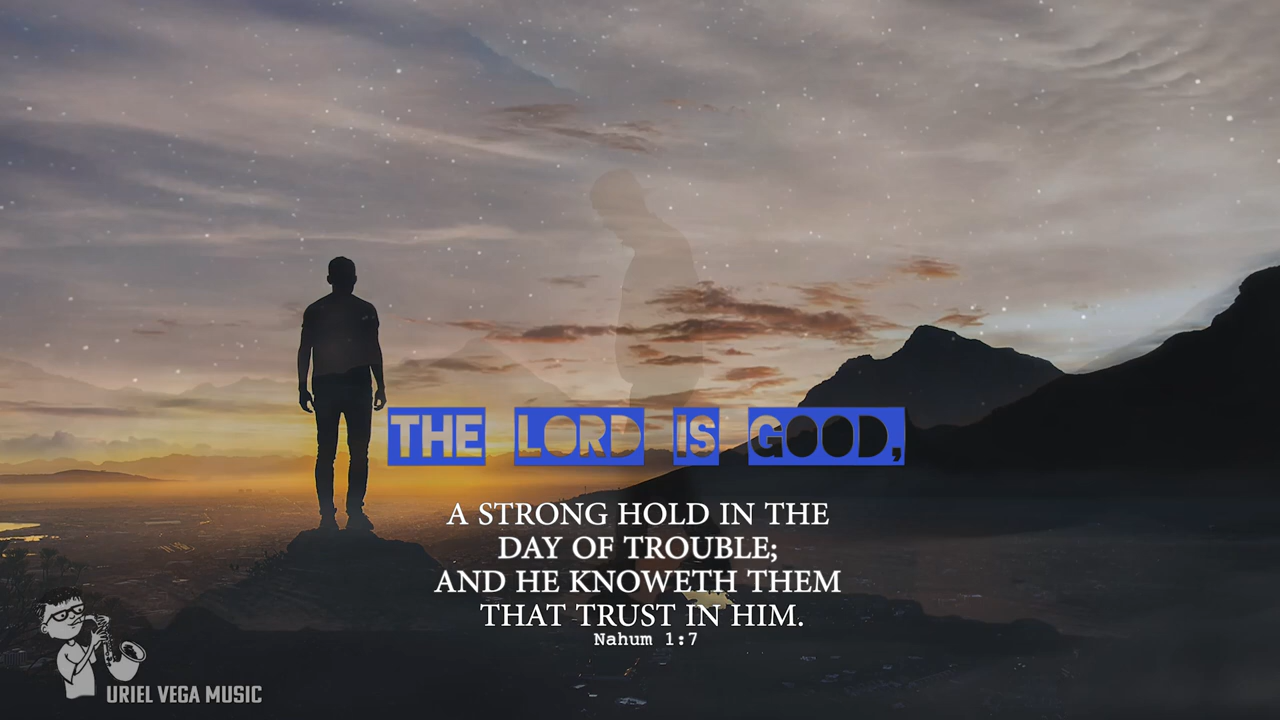 THE LORD IS GOOD,
A STRONG HOLD IN THE
DAY OF TROUBLE;
AND HE KNOWETH THEM
THAT TRUST IN HIM.
Nahum 1:7
URIEL VEGA MUSIC